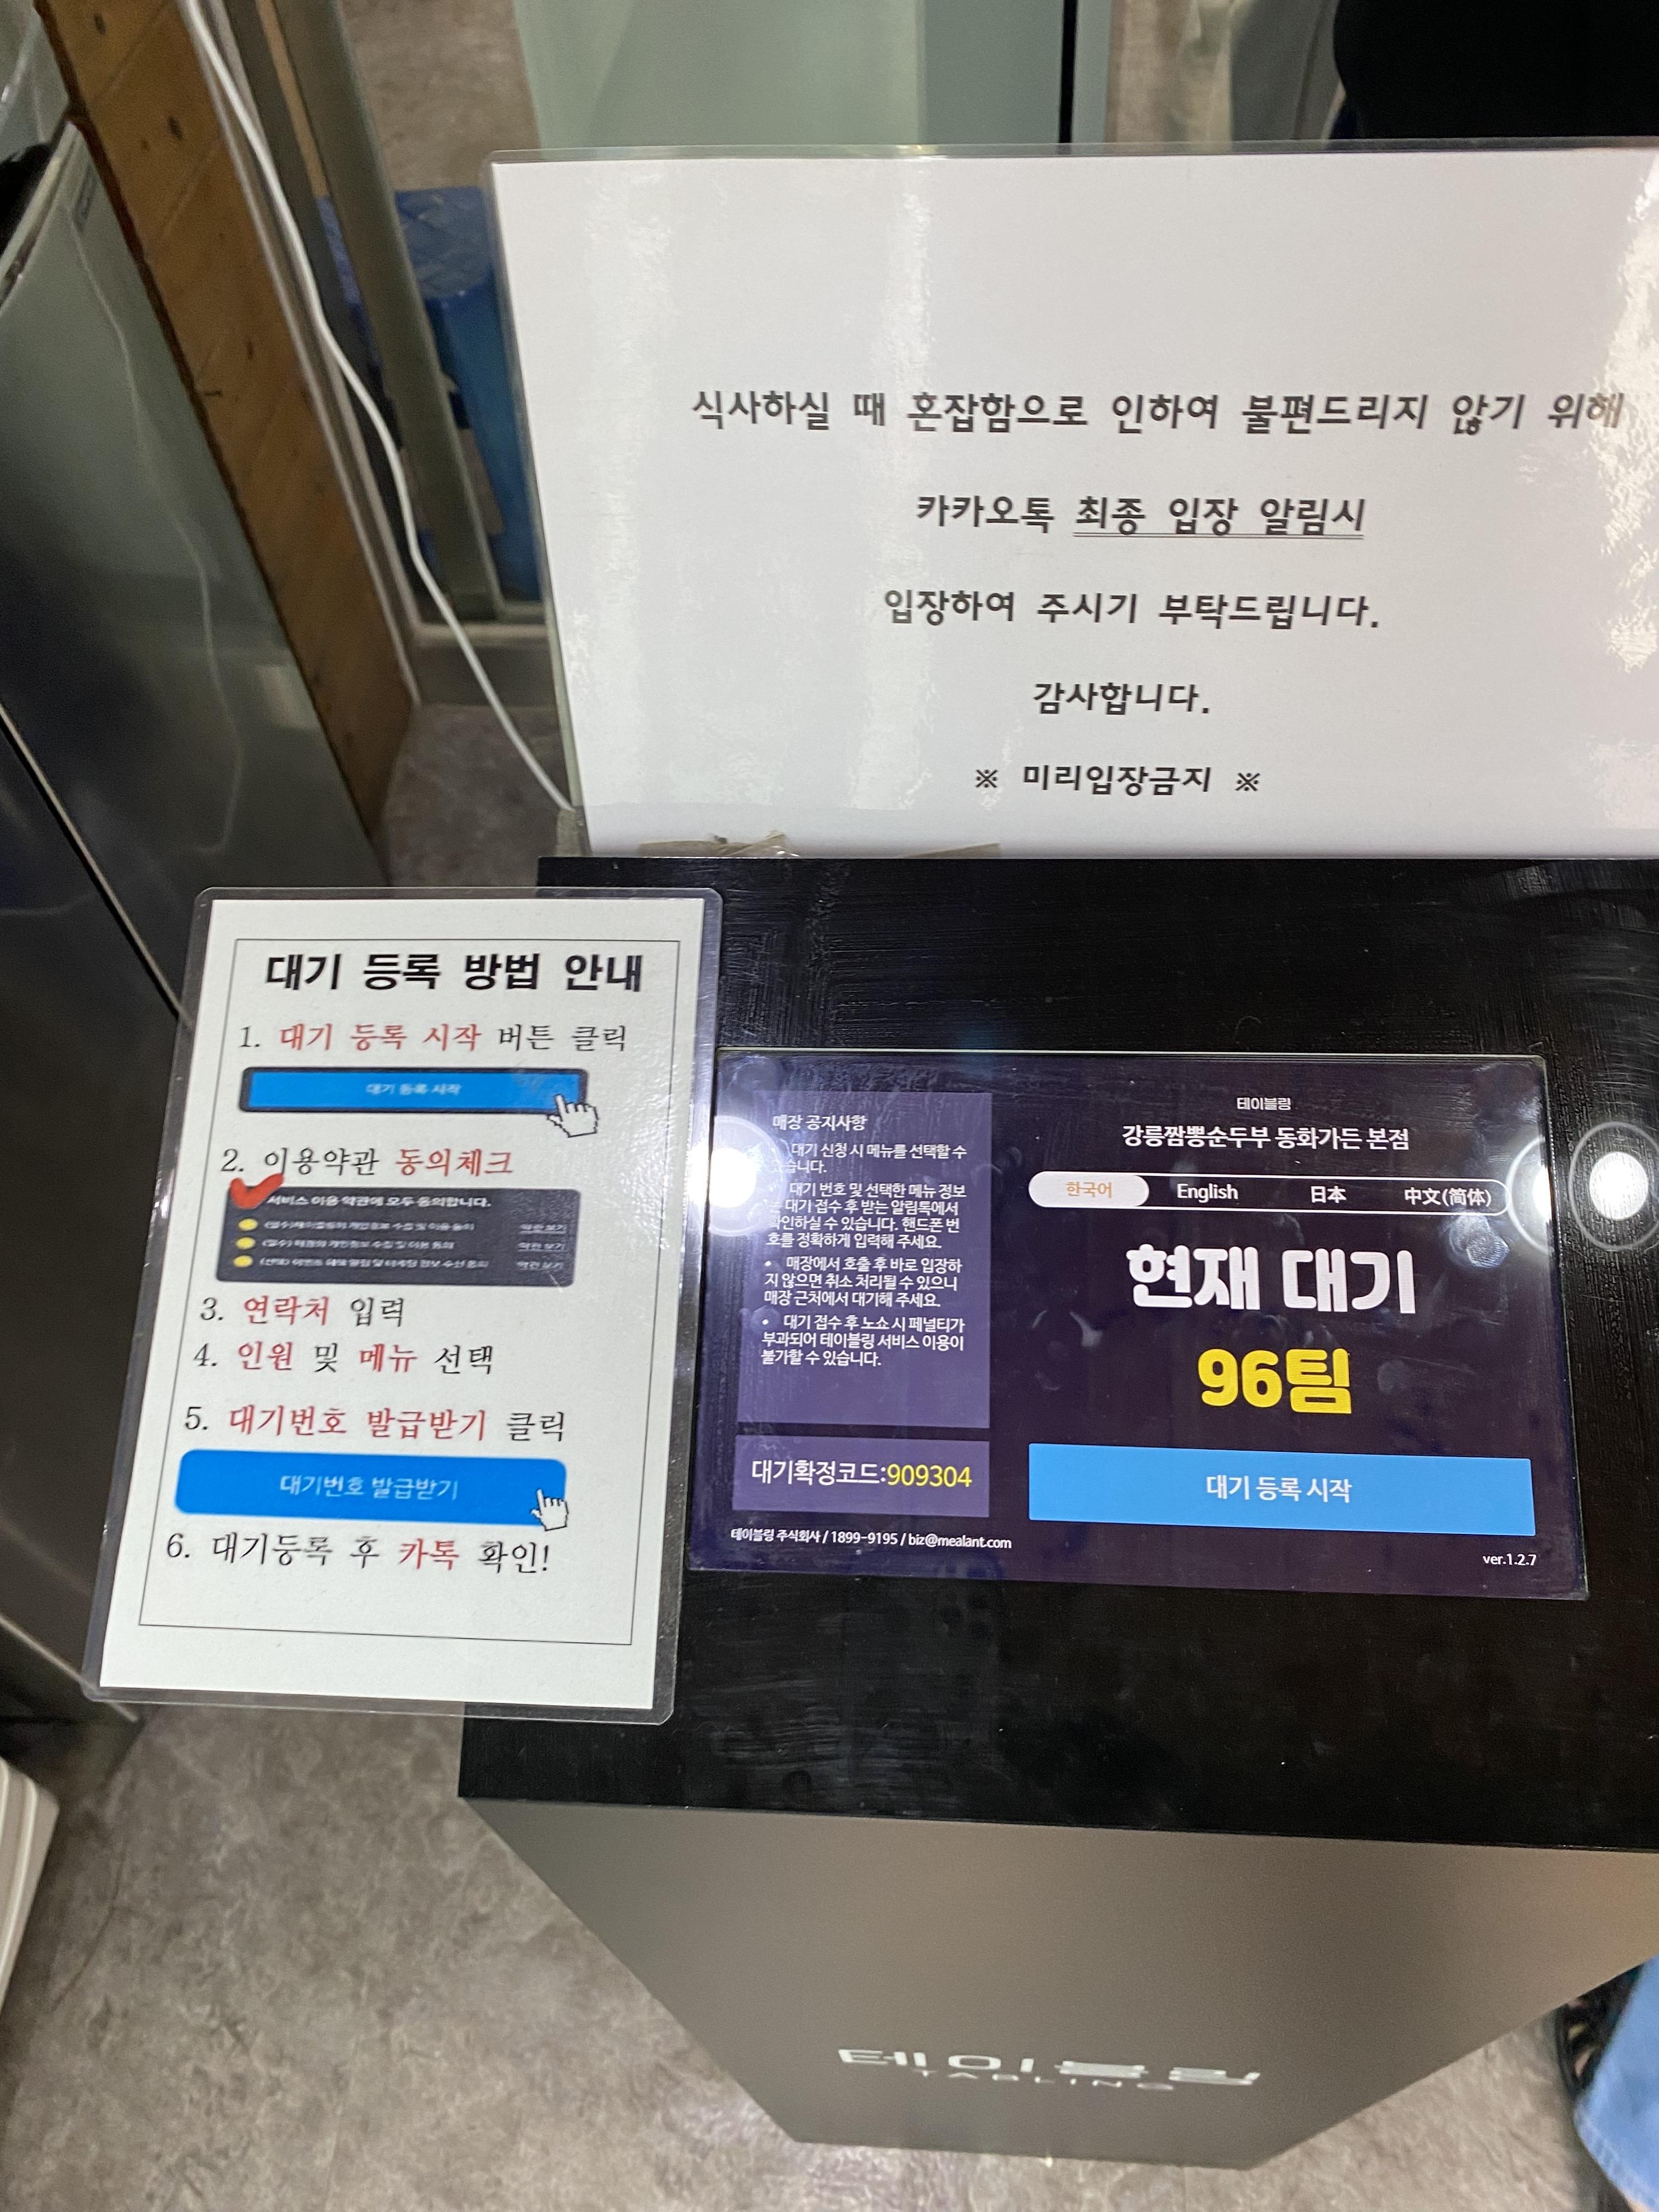 식사하실 때 혼잡함으로 인하여 불편드리지 않기 위해
카카오톡 최종 입장 알림시
입장하여 주시기 부탁드립니다.
감사합니다.
※ 미리입장금지 ※
대기 등록 방법 안내
1. 대기 등록 시작 버튼 클릭
대기 등록 시작
2. 이용약관 동의체크
서비스 이용 약관에 모두 동의합니다.
3. 연락처 입력
4. 인원 및 메뉴 선택
5. 대기번호 발급받기 클릭
대기번호 발급받기
6. 대기등록 후 카톡 확인!
매장 공지사항
대기 신청 시 메뉴를 선택할 수
습니다.
대기 번호 및 선택한 메뉴 정보
대기 접수 후 받는 알림톡에서
확인하실 수 있습니다. 핸드폰 번
호를 정확하게 입력해 주세요.
• 매장에서 호출 후 바로 입장하
지 않으면 취소 처리될 수 있으니
매장 근처에서 대기해 주세요.
• 대기 접수 후 노쇼 시 페널티가
부과되어 테이블링 서비스 이용이
불가할 수 있습니다.
대기확정코드:909304
테이블링 주식회사 / 1899-9195 / biz@mealant.com
테이블링
강릉짬뽕순두부 동화가든 본점
한국어 English 日本 中文(简体)
현재 대기
96팀
대기 등록 시작
ver.1.2.7
테이블링
TABLING